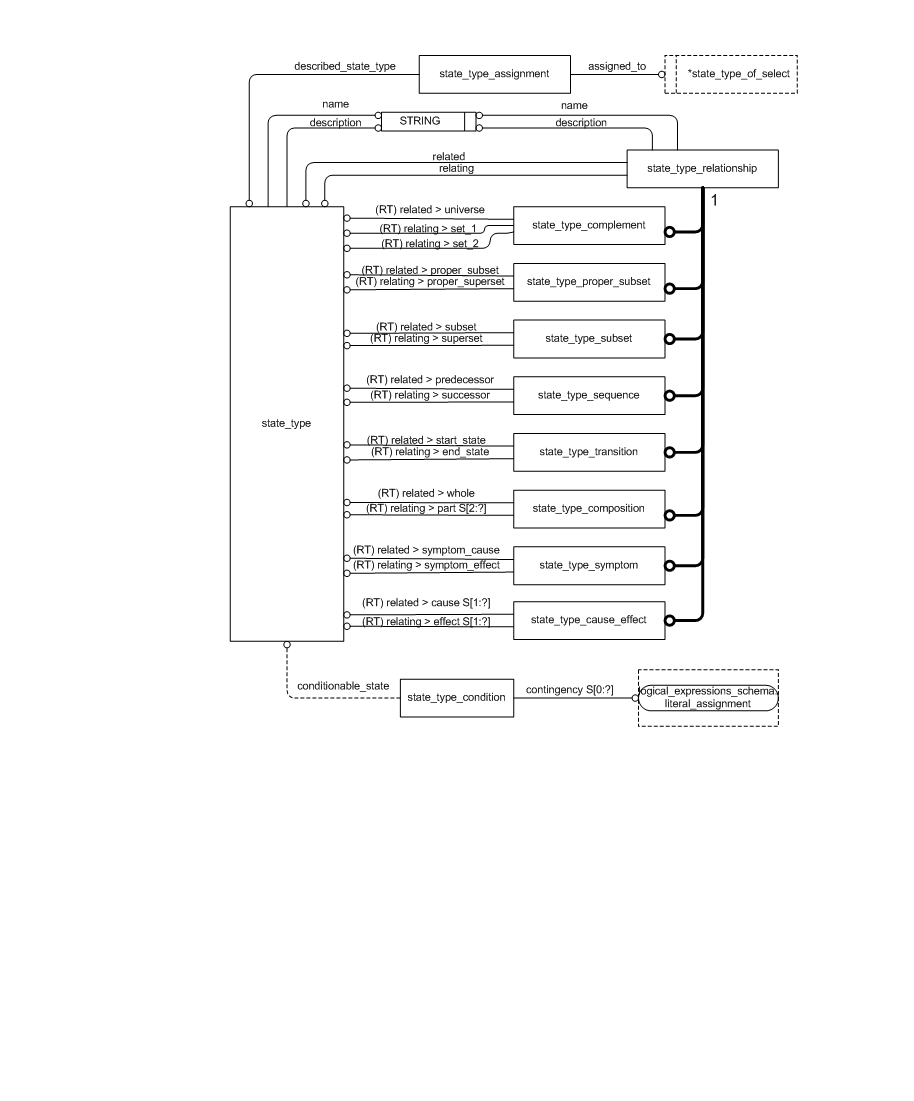 described_state_type
state_type_assignment
assigned_to
*state_type_of_select
name
description
STRING
name
description
related
relating
state_type_relationship
1
(RT) related > universe
(RT) relating > set_1
(RT) relating > set_2
state_type_complement
(RT) related > proper_subset
(RT) relating > proper_superset
state_type_proper_subset
(RT) related > subset
(RT) relating > superset
state_type_subset
(RT) related > predecessor
(RT) relating > successor
state_type_sequence
state_type
(RT) related > start_state
(RT) relating > end_state
state_type_transition
(RT) related > whole
(RT) relating > part S[2:?]
state_type_composition
(RT) related > symptom_cause
(RT) relating > symptom_effect
state_type_symptom
(RT) related > cause S[1:?]
(RT) relating > effect S[1:?]
state_type_cause_effect
conditionable_state
state_type_condition
contingency S[0:?]
ogical_expressions_schema.
literal_assignment